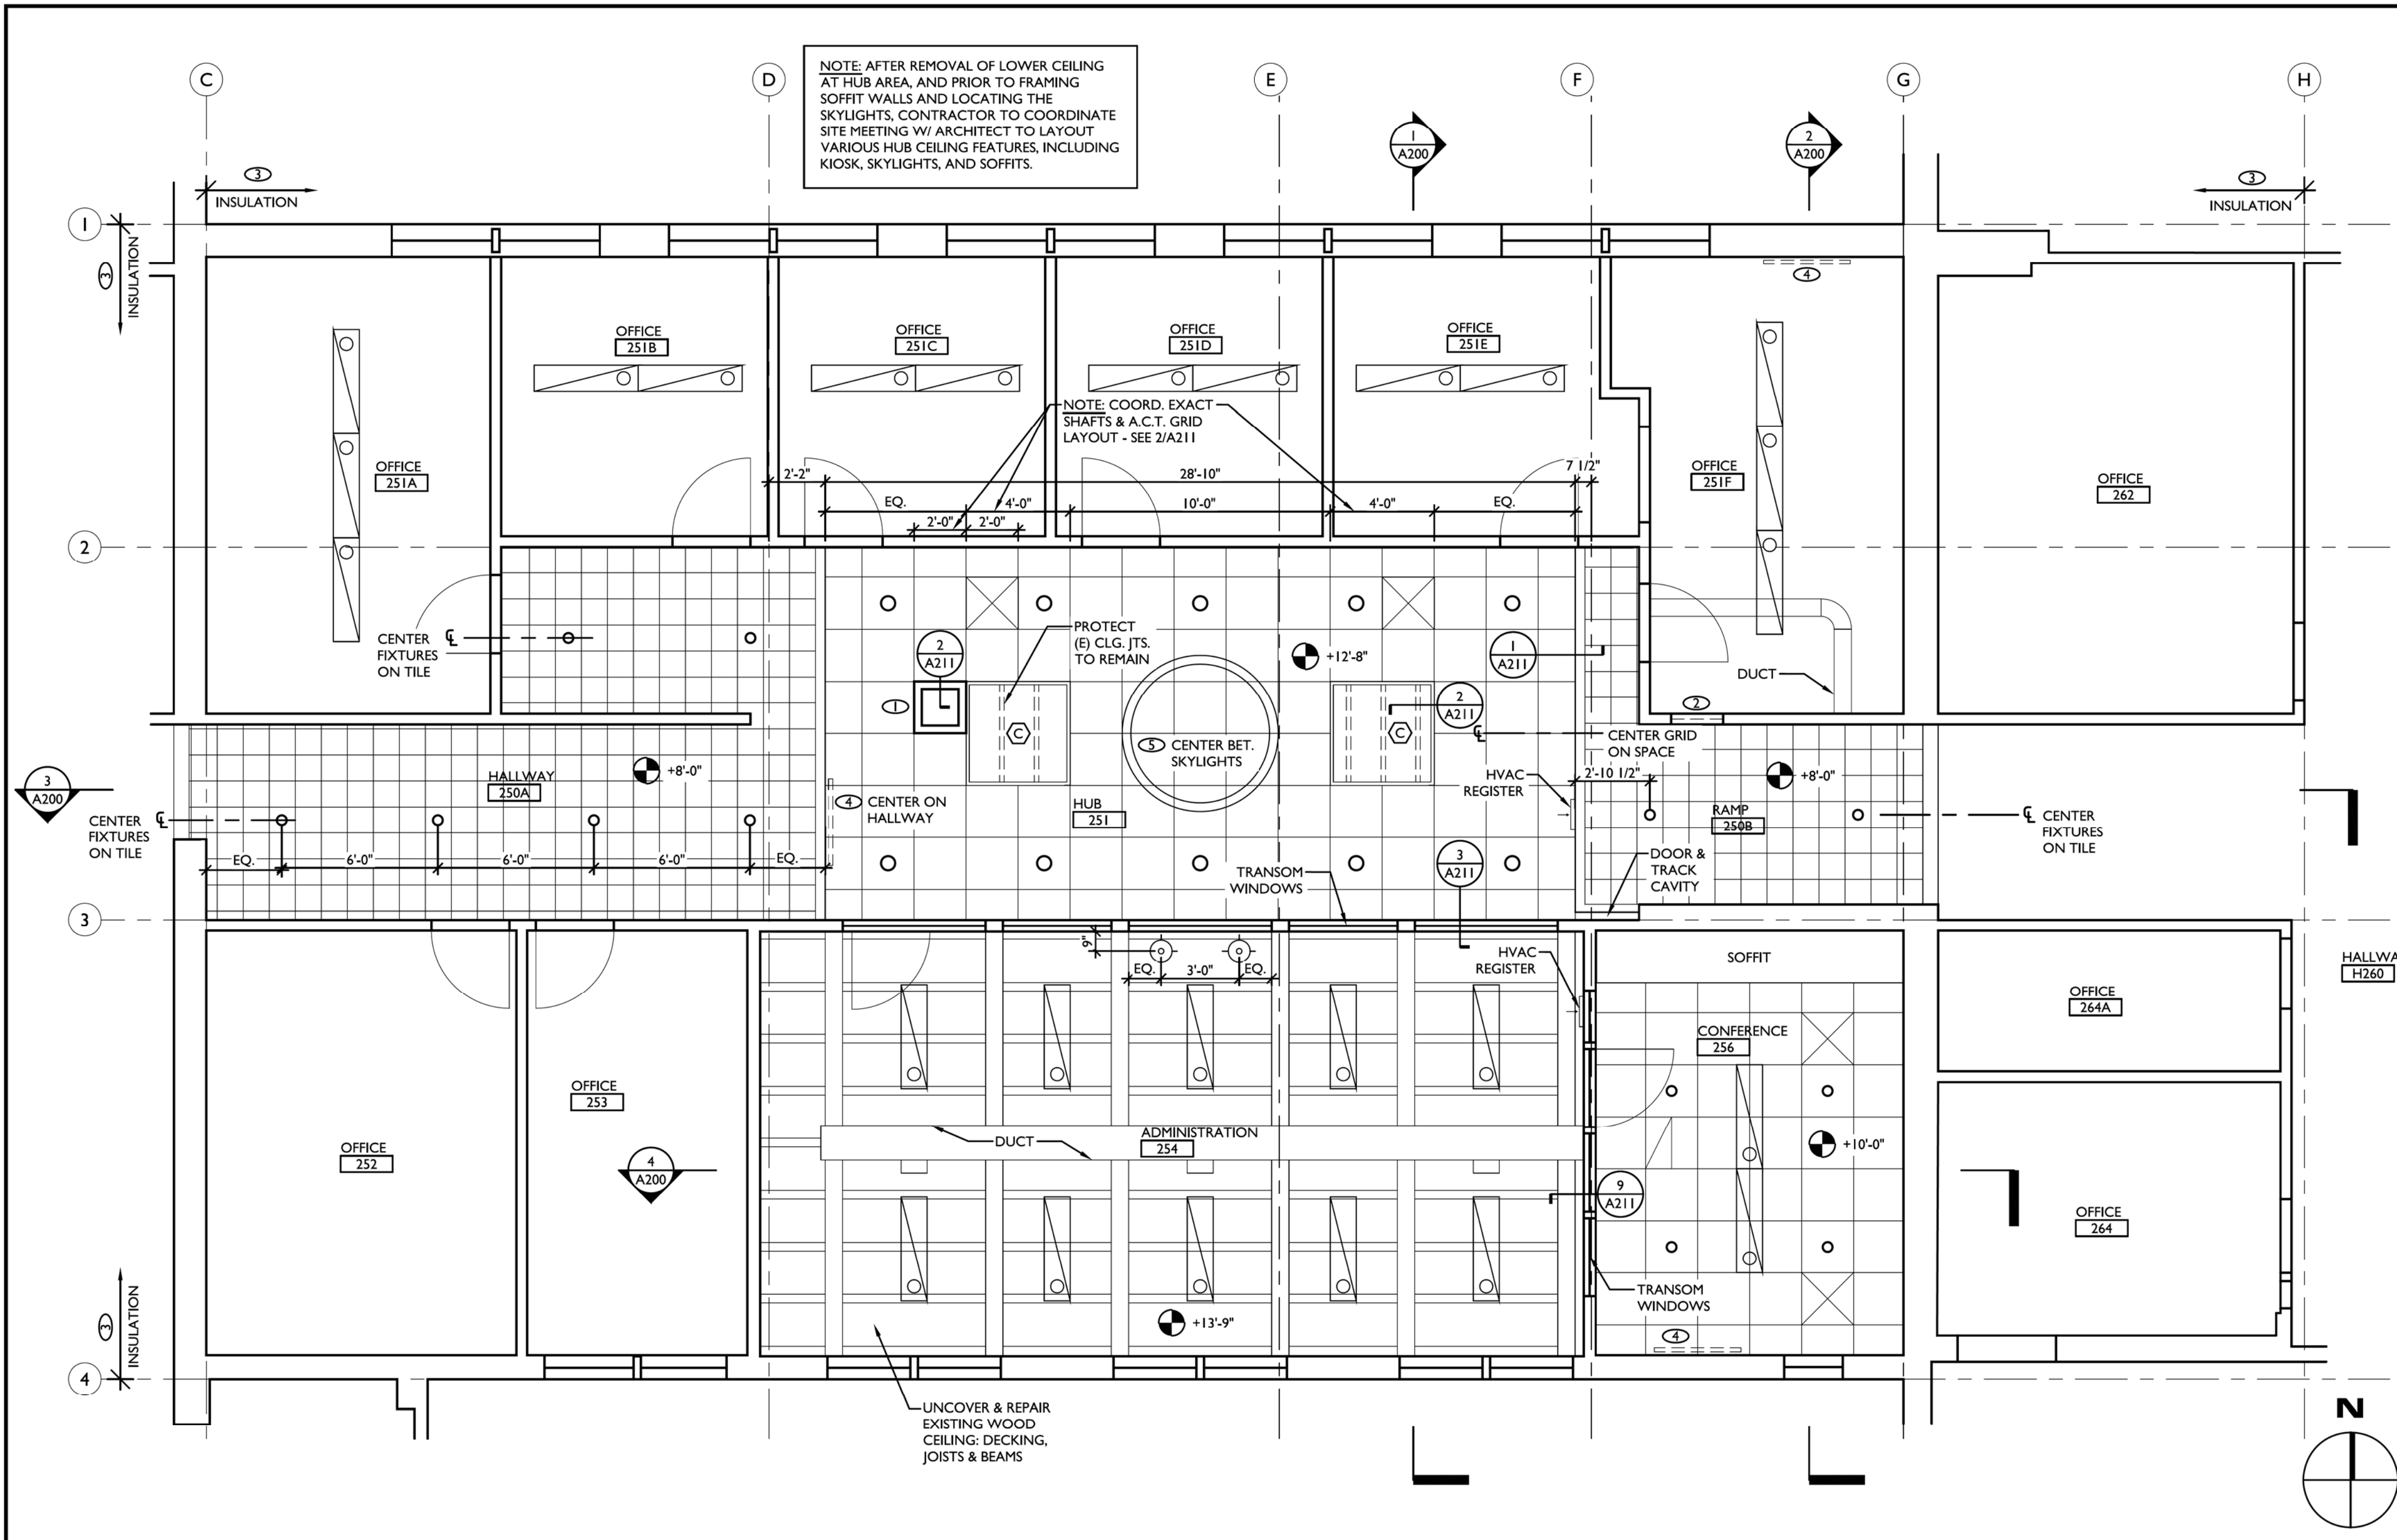 C
D
E
F
G
H
NOTE: AFTER REMOVAL OF LOWER CEILING
AT HUB AREA, AND PRIOR TO FRAMING
SOFFIT WALLS AND LOCATING THE
SKYLIGHTS, CONTRACTOR TO COORDINATE
SITE MEETING W/ ARCHITECT TO LAYOUT
VARIOUS HUB CEILING FEATURES, INCLUDING
KIOSK, SKYLIGHTS, AND SOFFITS.
1
A200
2
A200
3
INSULATION
3
INSULATION
1
3
INSULATION
4
OFFICE
251B
OFFICE
251C
OFFICE
251D
OFFICE
251E
NOTE: COORD. EXACT
SHAFTS & A.C.T. GRID
LAYOUT - SEE 2/A211
OFFICE
251A
OFFICE
251F
OFFICE
262
2'-2"
28'-10"
7 1/2"
EQ.
4'-0"
10'-0"
4'-0"
EQ.
2'-0"
2'-0"
2
CENTER
FIXTURES
ON TILE
℄
2
A211
PROTECT
(E) CLG. JTS.
TO REMAIN
+12'-8"
1
A211
DUCT
1
C
5 CENTER BET.
SKYLIGHTS
C
2
A211
℄
2
CENTER GRID
ON SPACE
3
A200
HALLWAY
250A
+8'-0"
4 CENTER ON
HALLWAY
HUB
251
HVAC
REGISTER
2'-10 1/2"
+8'-0"
RAMP
250B
CENTER
FIXTURES
ON TILE
℄
℄ CENTER
FIXTURES
ON TILE
EQ.
6'-0"
6'-0"
6'-0"
EQ.
TRANSOM
WINDOWS
3
A211
DOOR &
TRACK
CAVITY
3
9"
EQ.
3'-0"
EQ.
HVAC
REGISTER
SOFFIT
HALLWA
H260
OFFICE
264A
CONFERENCE
256
OFFICE
253
OFFICE
252
4
A200
DUCT
ADMINISTRATION
254
+10'-0"
9
A211
OFFICE
264
3
INSULATION
+13'-9"
TRANSOM
WINDOWS
4
4
UNCOVER & REPAIR
EXISTING WOOD
CEILING: DECKING,
JOISTS & BEAMS
N